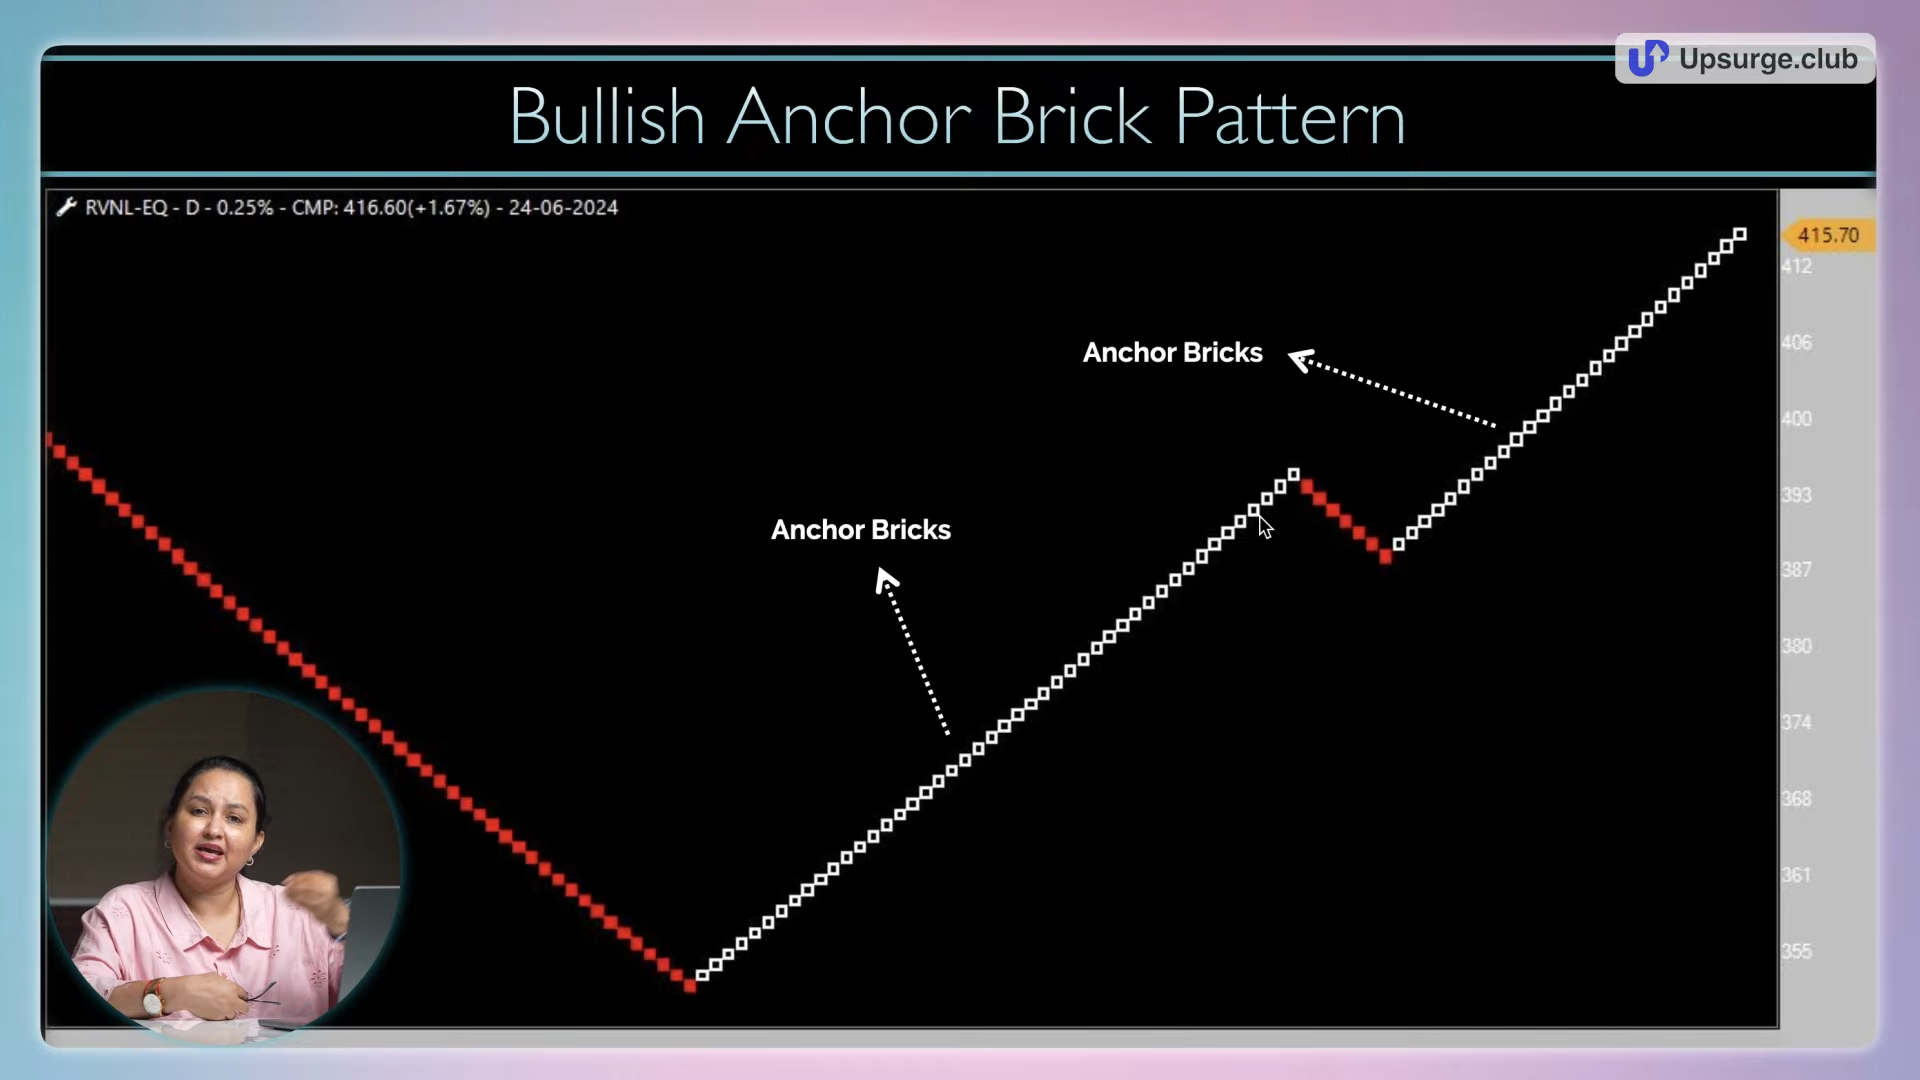 Upsurge.club
Bullish Anchor Brick Pattern
RVNL-EQ - D - 0.25% - CMP: 416.60(+1.67%) - 24-06-2024
415.70
412
Anchor Bricks
406
400
393
Anchor Bricks
387
380
374
368
361
355